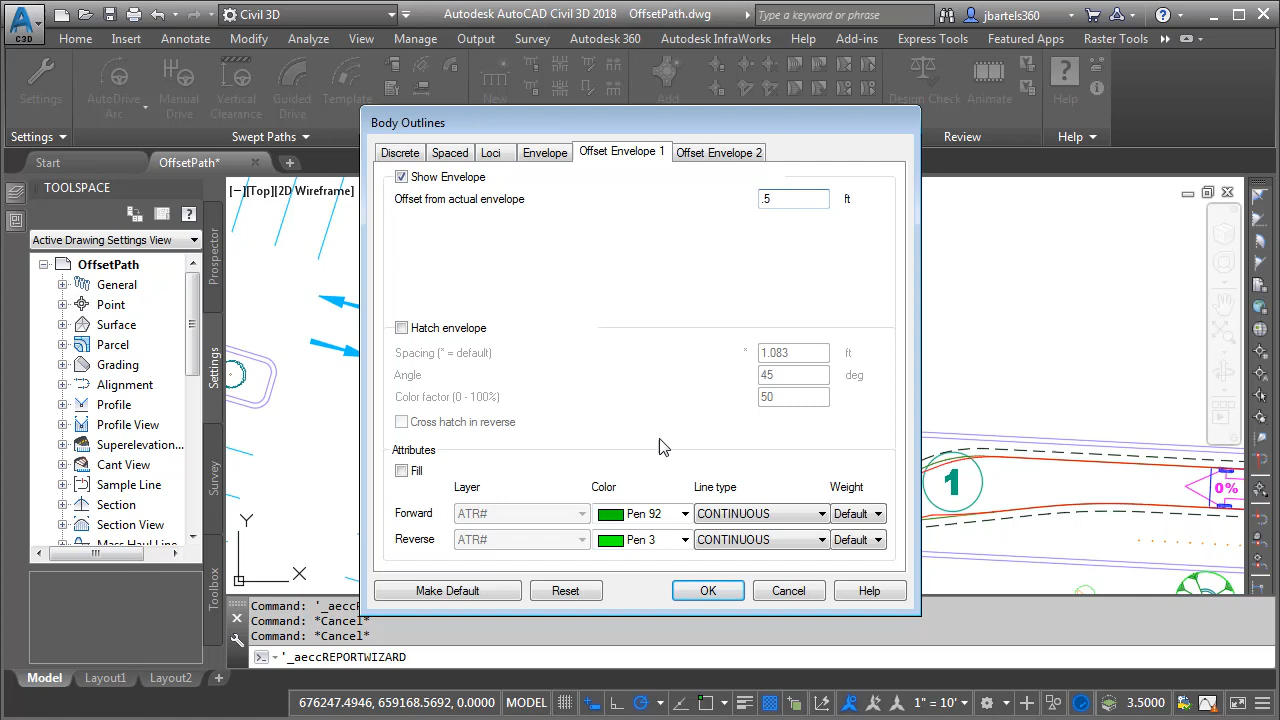 Civil 3D
Autodesk AutoCAD Civil 3D 2018 OffsetPath.dwg
Type a keyword or phrase
jbartels360
C3D
Home Insert Annotate Modify Analyze View Manage Output Survey Autodesk 360 Autodesk InfraWorks Help Add-ins Express Tools Featured Apps Raster Tools
Settings AutoDrive Arc Manual Drive Vertical Clearance Guided Drive Template New Add Design Check Animate Help
Settings Swept Paths Review Help
Start OffsetPath*
TOOLSPACE
Active Drawing Settings View
OffsetPath
General
Point
Surface
Parcel
Grading
Alignment
Profile
Profile View
Superelevation...
Cant View
Sample Line
Section
Section View
Mass Haul Line
Prospector
Settings
Survey
Toolbox
[−][Top][2D Wireframe]
Y
X
Body Outlines
Discrete Spaced Loci Envelope Offset Envelope 1 Offset Envelope 2
Show Envelope
Offset from actual envelope .5 ft
Hatch envelope
Spacing (* = default) * 1.083 ft
Angle 45 deg
Color factor (0 - 100%) 50
Cross hatch in reverse
Attributes
Fill
Layer Color Line type Weight
Forward ATR# Pen 92 CONTINUOUS Default
Reverse ATR# Pen 3 CONTINUOUS Default
Make Default Reset OK Cancel Help
1
0%
Command: '_aeccR
Command: *Cancel*
Command: *Cancel*
'_aeccREPORTWIZARD
Model Layout1 Layout2 +
676247.4946, 659168.5692, 0.0000 MODEL 1" = 10' 3.5000